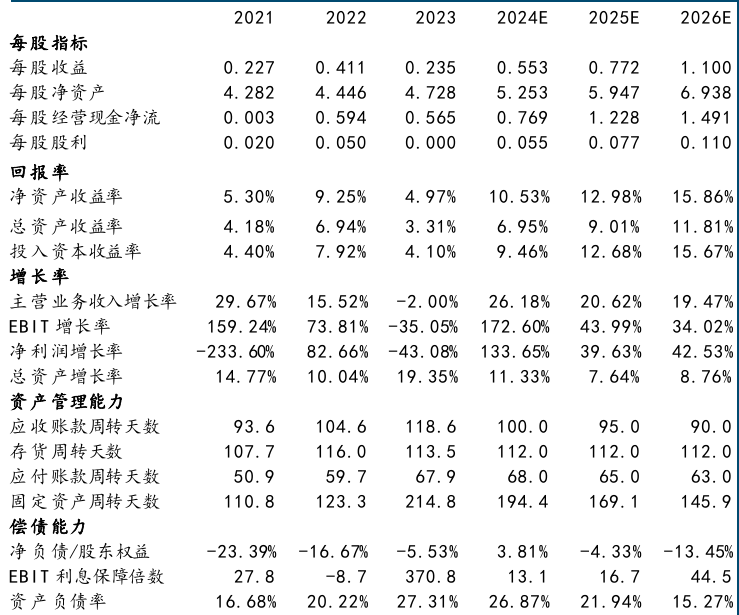 2021 2022 2023 2024E 2025E 2026E
每股指标
每股收益 0.227 0.411 0.235 0.553 0.772 1.100
每股净资产 4.282 4.446 4.728 5.253 5.947 6.938
每股经营现金净流 0.003 0.594 0.565 0.769 1.228 1.491
每股股利 0.020 0.050 0.000 0.055 0.077 0.110
回报率
净资产收益率 5.30% 9.25% 4.97% 10.53% 12.98% 15.86%
总资产收益率 4.18% 6.94% 3.31% 6.95% 9.01% 11.81%
投入资本收益率 4.40% 7.92% 4.10% 9.46% 12.68% 15.67%
增长率
主营业务收入增长率 29.67% 15.52% -2.00% 26.18% 20.62% 19.47%
EBIT 增长率 159.24% 73.81% -35.05% 172.60% 43.99% 34.02%
净利润增长率 -233.60% 82.66% -43.08% 133.65% 39.63% 42.53%
总资产增长率 14.77% 10.04% 19.35% 11.33% 7.64% 8.76%
资产管理能力
应收账款周转天数 93.6 104.6 118.6 100.0 95.0 90.0
存货周转天数 107.7 116.0 113.5 112.0 112.0 112.0
应付账款周转天数 50.9 59.7 67.9 68.0 65.0 63.0
固定资产周转天数 110.8 123.3 214.8 194.4 169.1 145.9
偿债能力
净负债/股东权益 -23.39% -16.67% -5.53% 3.81% -4.33% -13.45%
EBIT 利息保障倍数 27.8 -8.7 370.8 13.1 16.7 44.5
资产负债率 16.68% 20.22% 27.31% 26.87% 21.94% 15.27%